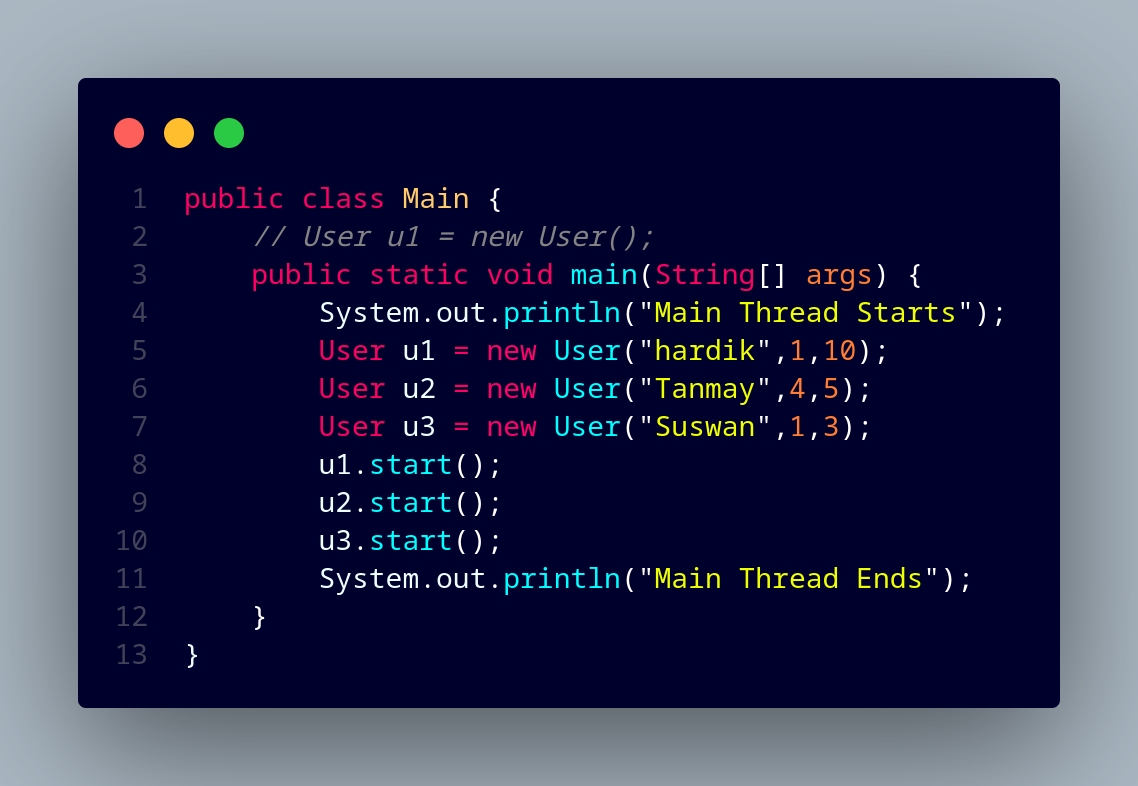 1 public class Main {
2     // User u1 = new User();
3     public static void main(String[] args) {
4         System.out.println("Main Thread Starts");
5         User u1 = new User("hardik",1,10);
6         User u2 = new User("Tanmay",4,5);
7         User u3 = new User("Suswan",1,3);
8         u1.start();
9         u2.start();
10         u3.start();
11         System.out.println("Main Thread Ends");
12     }
13 }